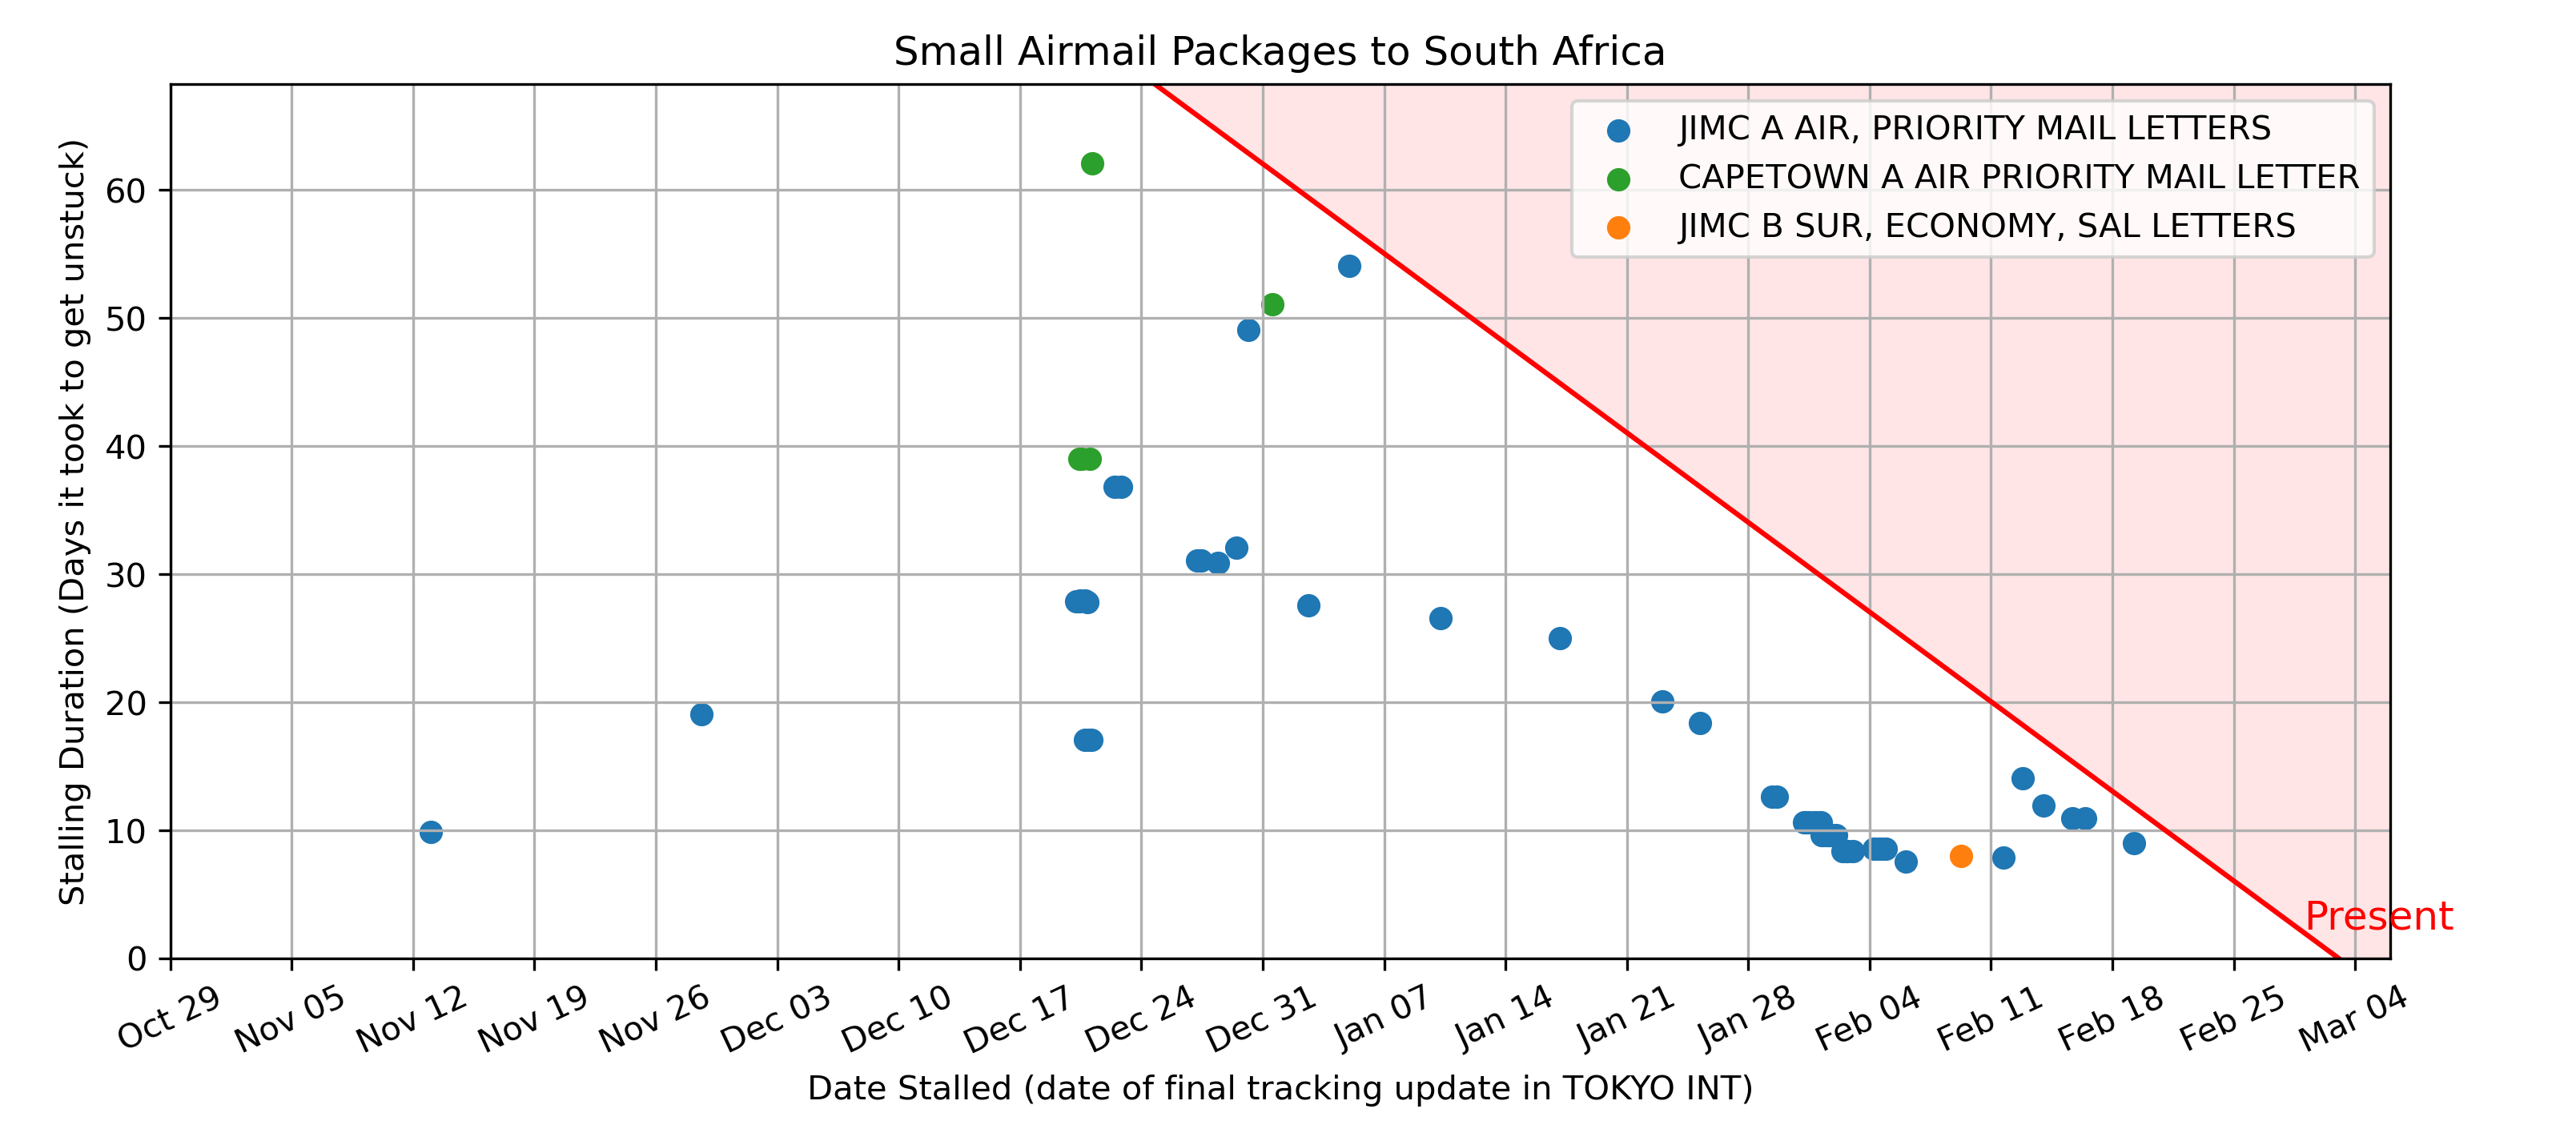 Small Airmail Packages to South Africa
JIMC A AIR, PRIORITY MAIL LETTERS
CAPETOWN A AIR PRIORITY MAIL LETTER
JIMC B SUR, ECONOMY, SAL LETTERS
Stalling Duration (Days it took to get unstuck)
60
50
40
30
20
10
0
Present
Oct 29
Nov 05
Nov 12
Nov 19
Nov 26
Dec 03
Dec 10
Dec 17
Dec 24
Dec 31
Jan 07
Jan 14
Jan 21
Jan 28
Feb 04
Feb 11
Feb 18
Feb 25
Mar 04
Date Stalled (date of final tracking update in TOKYO INT)